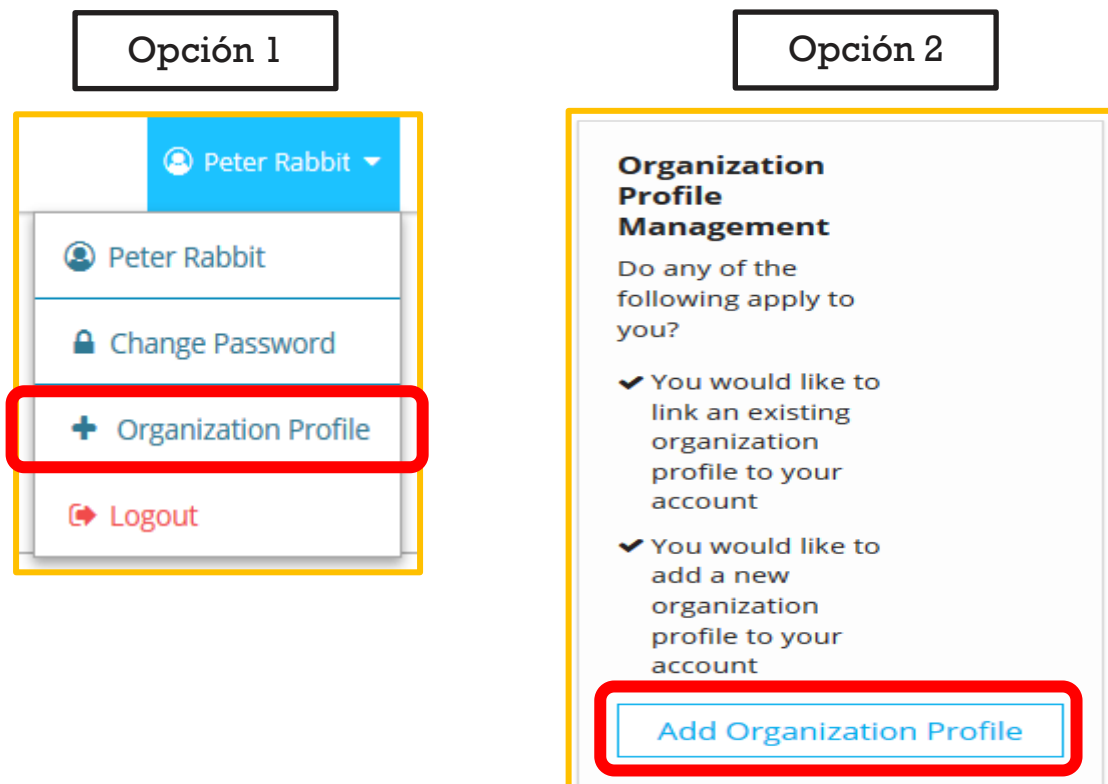 Opción 1
Peter Rabbit
Peter Rabbit
Change Password
Organization Profile
Logout
Opción 2
Organization
Profile
Management
Do any of the
following apply to
you?
You would like to
link an existing
organization
profile to your
account
You would like to
add a new
organization
profile to your
account
Add Organization Profile